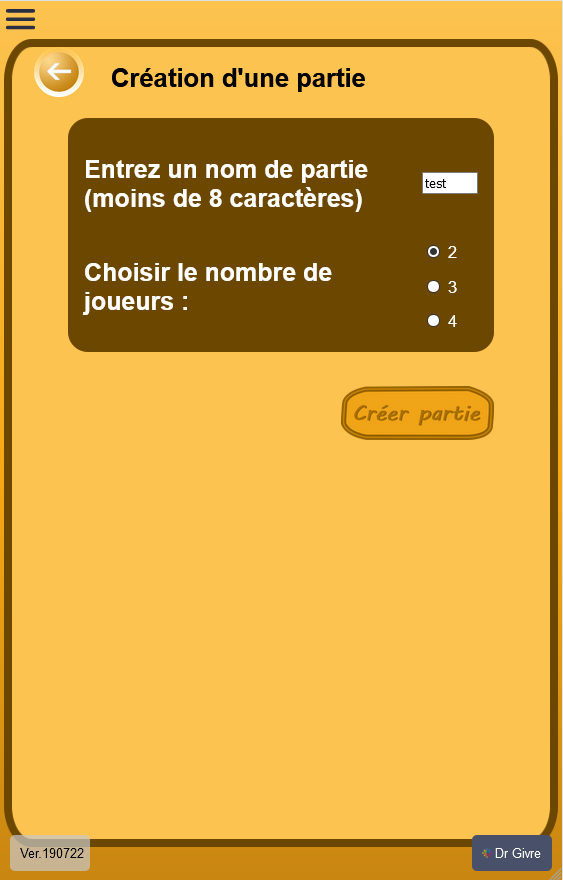 Création d'une partie
Entrez un nom de partie
(moins de 8 caractères)
test
Choisir le nombre de
joueurs :
2
3
4
Créer partie
Ver.190722
Dr Givre